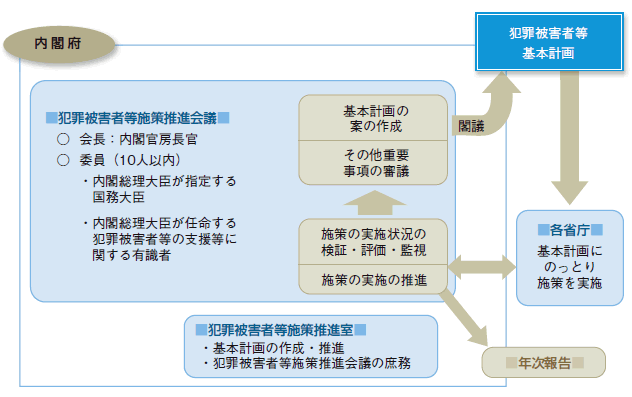 内閣府
犯罪被害者等
基本計画
■犯罪被害者等施策推進会議■
○ 会長：内閣官房長官
○ 委員（10人以内）
・内閣総理大臣が指定する
国務大臣
・内閣総理大臣が任命する
犯罪被害者等の支援等に
関する有識者
基本計画の
案の作成
その他重要
事項の審議
閣議
施策の実施状況の
検証・評価・監視
施策の実施の推進
■各省庁■
基本計画に
のっとり
施策を実施
■犯罪被害者等施策推進室■
・基本計画の作成・推進
・犯罪被害者等施策推進会議の庶務
■年次報告■